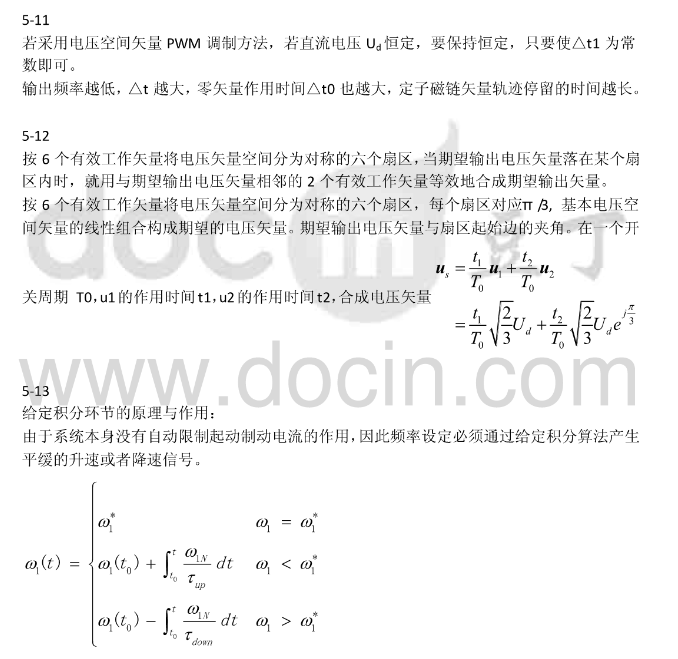 5-11
若采用电压空间矢量 PWM 调制方法，若直流电压 Ud恒定，要保持恒定，只要使△t1 为常
数即可。
输出频率越低，△t 越大，零矢量作用时间△t0 也越大，定子磁链矢量轨迹停留的时间越长。
5-12
按 6 个有效工作矢量将电压矢量空间分为对称的六个扇区，当期望输出电压矢量落在某个扇
区内时，就用与期望输出电压矢量相邻的 2 个有效工作矢量等效地合成期望输出矢量。
按 6 个有效工作矢量将电压矢量空间分为对称的六个扇区，每个扇区对应π /3, 基本电压空
间矢量的线性组合构成期望的电压矢量。期望输出电压矢量与扇区起始边的夹角。在一个开
关周期 T0，u1 的作用时间 t1，u2 的作用时间 t2，合成电压矢量 u_s = t_1/T_0 u_1 + t_2/T_0 u_2
= t_1/T_0 √(2/3) U_d + t_2/T_0 √(2/3) U_d e^{jπ/3}
5-13
给定积分环节的原理与作用：
由于系统本身没有自动限制起动制动电流的作用，因此频率设定必须通过给定积分算法产生
平缓的升速或者降速信号。
ω_1(t) = { ω_1^* ω_1 = ω_1^*
ω_1(t_0) + ∫_{t_0}^{t} ω_{1N}/τ_{up} dt ω_1 < ω_1^*
ω_1(t_0) − ∫_{t_0}^{t} ω_{1N}/τ_{down} dt ω_1 > ω_1^*
docin 豆丁
www.docin.com